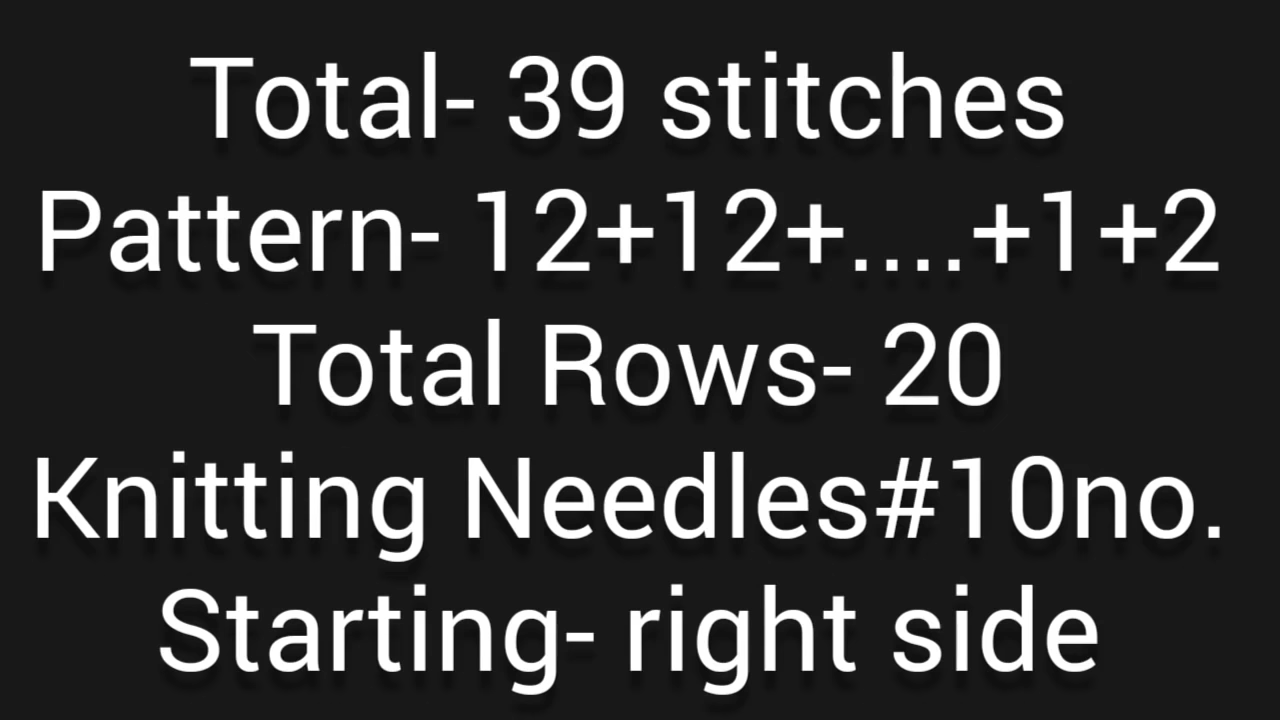 Total- 39 stitches
Pattern- 12+12+....+1+2
Total Rows- 20
Knitting Needles#10no.
Starting- right side